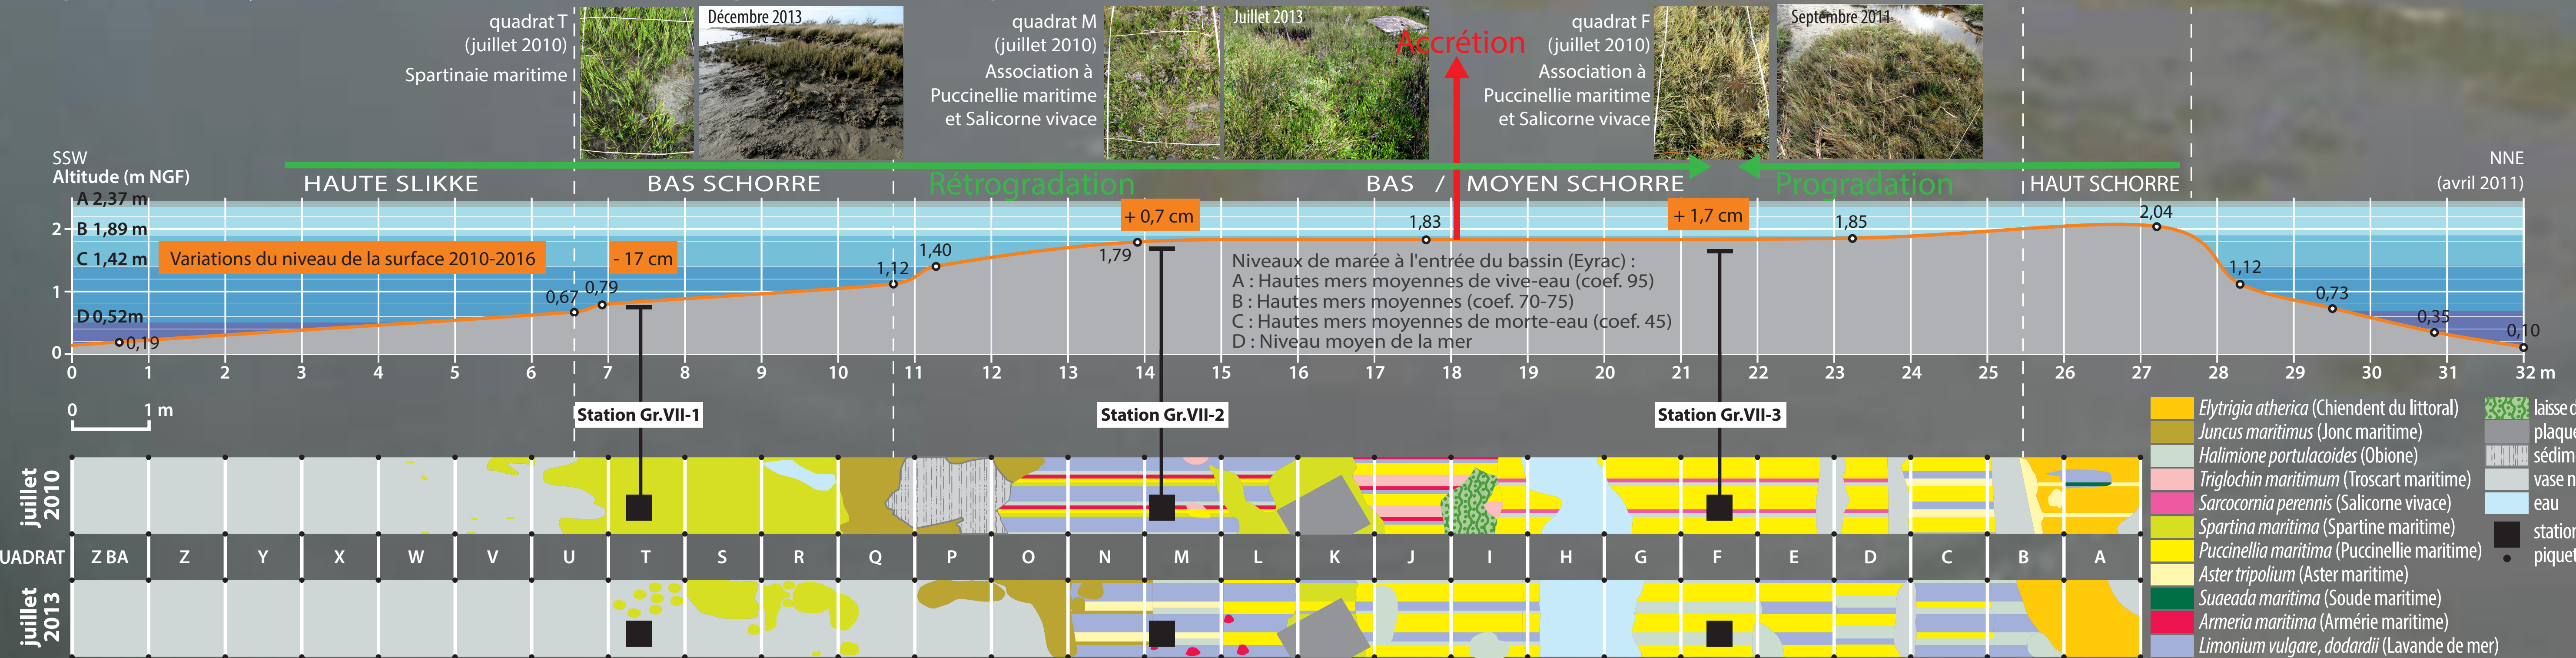 quadrat T
(juillet 2010)
Spartinaie maritime
Décembre 2013
quadrat M
(juillet 2010)
Association à
Puccinellie maritime
et Salicorne vivace
Juillet 2013
Accrétion
quadrat F
(juillet 2010)
Association à
Puccinellie maritime
et Salicorne vivace
Septembre 2011
SSW
Altitude (m NGF)
NNE
(avril 2011)
HAUTE SLIKKE
BAS SCHORRE
Rétrogradation
BAS / MOYEN SCHORRE
Progradation
HAUT SCHORRE
A 2,37 m
B 1,89 m
C 1,42 m
D 0,52m
2
1
0
Variations du niveau de la surface 2010-2016
- 17 cm
+ 0,7 cm
+ 1,7 cm
0,19
0,67
0,79
1,12
1,40
1,79
1,83
1,85
2,04
1,12
0,73
0,35
0,10
Niveaux de marée à l'entrée du bassin (Eyrac) :
A : Hautes mers moyennes de vive-eau (coef. 95)
B : Hautes mers moyennes (coef. 70-75)
C : Hautes mers moyennes de morte-eau (coef. 45)
D : Niveau moyen de la mer
0 1 2 3 4 5 6 7 8 9 10 11 12 13 14 15 16 17 18 19 20 21 22 23 24 25 26 27 28 29 30 31 32 m
0 1 m
Station Gr.VII-1
Station Gr.VII-2
Station Gr.VII-3
juillet
2010
UADRAT Z BA Z Y X W V U T S R Q P O N M L K J I H G F E D C B A
juillet
2013
Elytrigia atherica (Chiendent du littoral)
Juncus maritimus (Jonc maritime)
Halimione portulacoides (Obione)
Triglochin maritimum (Troscart maritime)
Sarcocornia perennis (Salicorne vivace)
Spartina maritima (Spartine maritime)
Puccinellia maritima (Puccinellie maritime)
Aster tripolium (Aster maritime)
Suaeada maritima (Soude maritime)
Armeria maritima (Armérie maritime)
Limonium vulgare, dodardii (Lavande de mer)
laisse d
plaque
sédim
vase n
eau
station
piquet